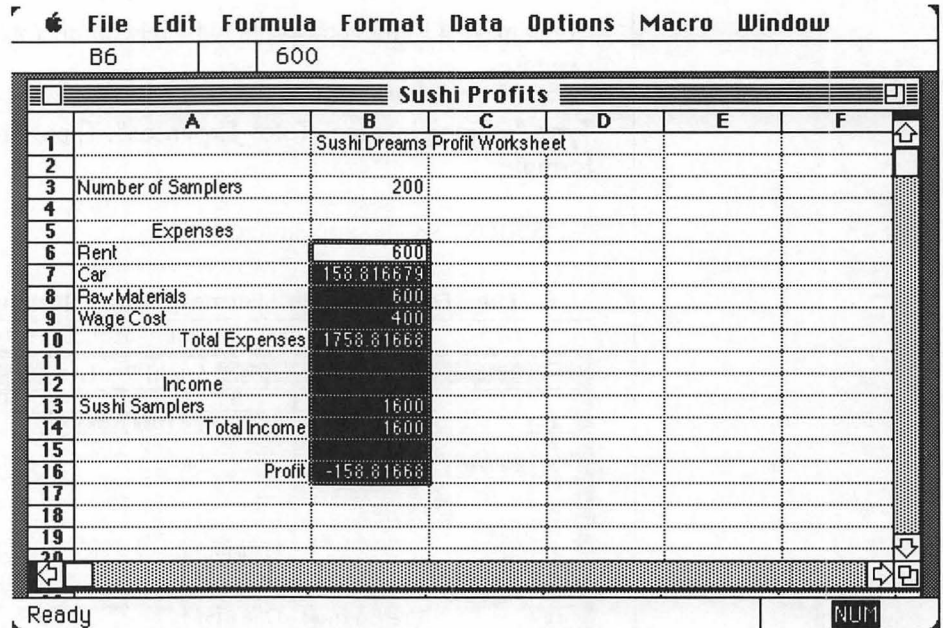 File Edit Formula Format Data Options Macro Window
B6 600
Sushi Profits
A B C D E F
1 Sushi Dreams Profit Worksheet
2
3 Number of Samplers 200
4
5 Expenses
6 Rent 600
7 Car 158.816679
8 Raw Materials 600
9 Wage Cost 400
10 Total Expenses 1758.81668
11
12 Income
13 Sushi Samplers 1600
14 Total Income 1600
15
16 Profit -158.81668
17
18
19
20
Ready NUM